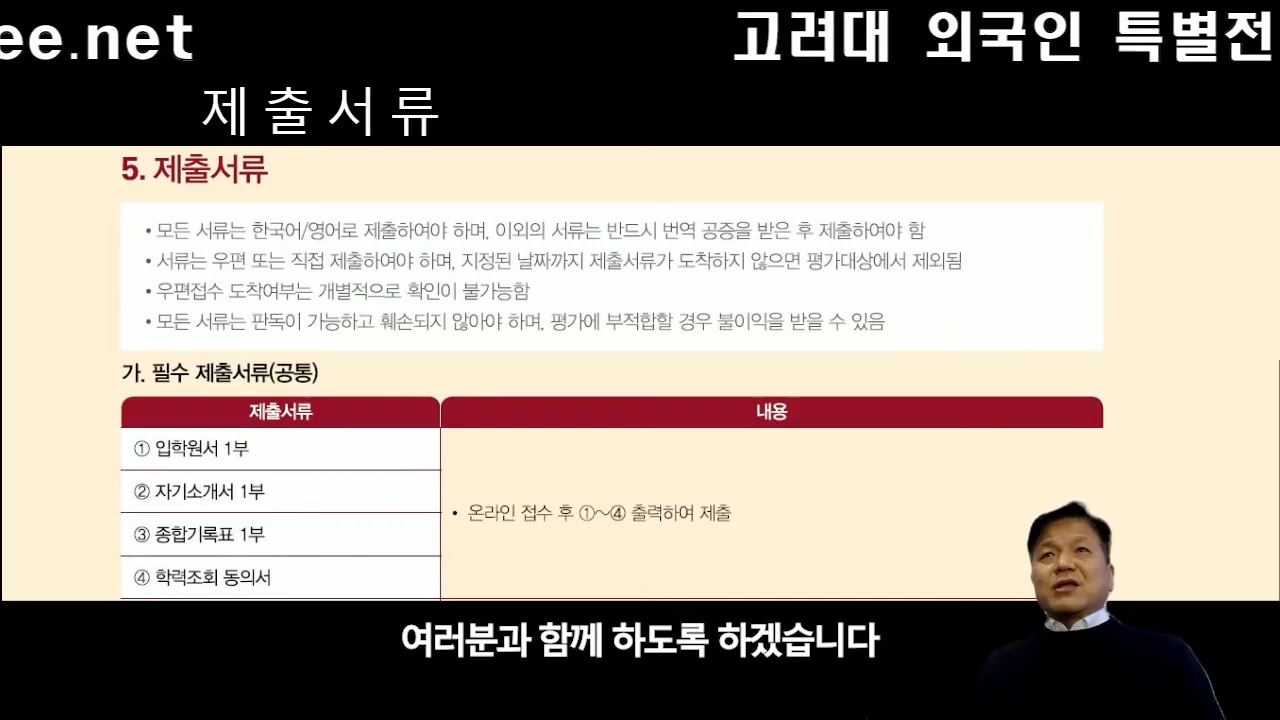 ee.net
고려대 외국인 특별전
제출서류
5. 제출서류
• 모든 서류는 한국어/영어로 제출하여야 하며, 이외의 서류는 반드시 번역 공증을 받은 후 제출하여야 함
• 서류는 우편 또는 직접 제출하여야 하며, 지정된 날짜까지 제출서류가 도착하지 않으면 평가대상에서 제외됨
• 우편접수 도착여부는 개별적으로 확인이 불가능함
• 모든 서류는 판독이 가능하고 훼손되지 않아야 하며, 평가에 부적합할 경우 불이익을 받을 수 있음
가. 필수 제출서류(공통)
제출서류
내용
① 입학원서 1부
② 자기소개서 1부
③ 종합기록표 1부
④ 학력조회 동의서
• 온라인 접수 후 ①~④ 출력하여 제출
여러분과 함께 하도록 하겠습니다